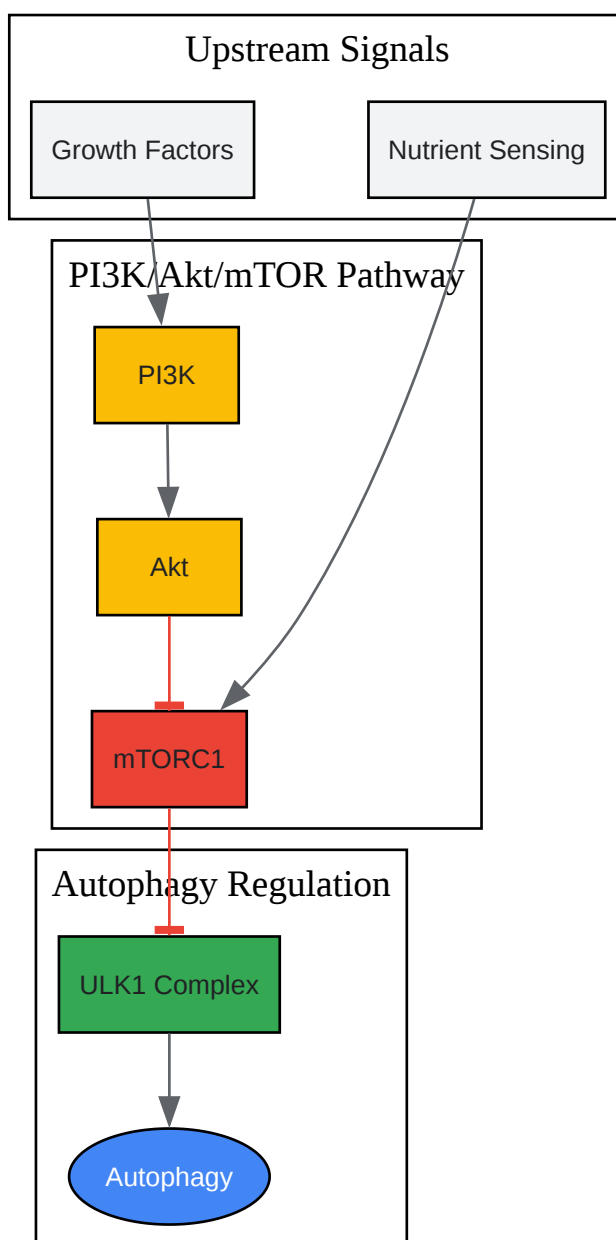 Upstream Signals
Growth Factors
Nutrient Sensing
PI3K/Akt/mTOR Pathway
PI3K
Akt
mTORC1
Autophagy Regulation
ULK1 Complex
Autophagy